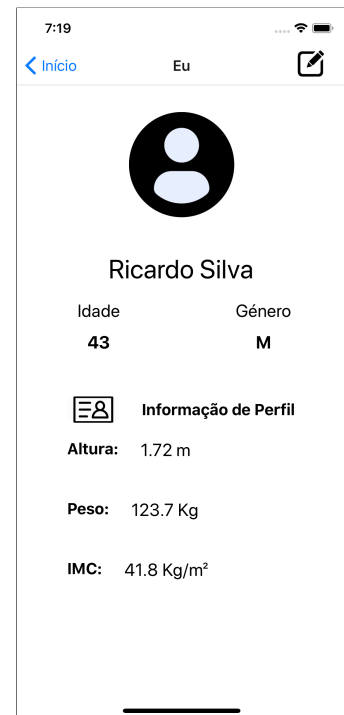 7:19
Início
Eu
Ricardo Silva
Idade Género
43 M
Informação de Perfil
Altura: 1.72 m
Peso: 123.7 Kg
IMC: 41.8 Kg/m²